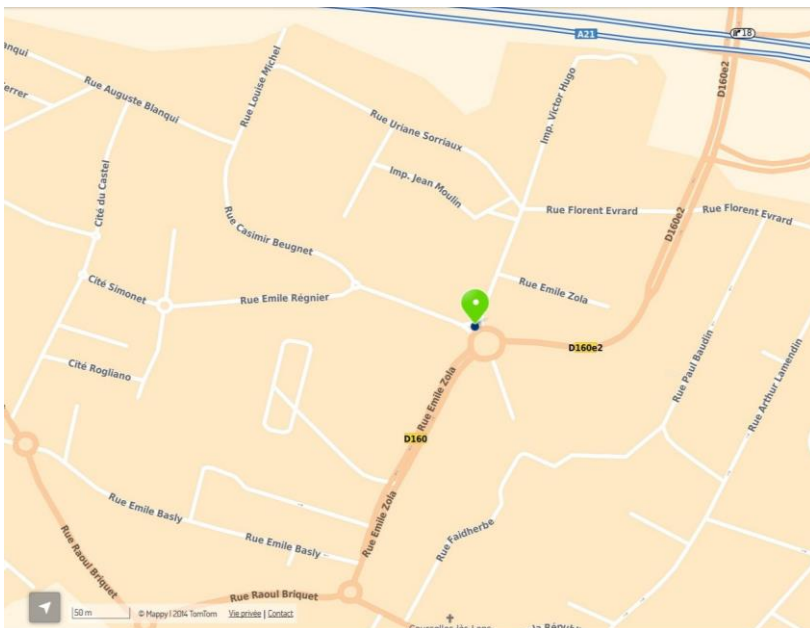 A21
18
D160e2
anqui
Rue Auguste Blanqui
Rue Louise Michel
Imp. Victor Hugo
Rue Uriane Sorriaux
Imp. Jean Moulin
Cité du Castel
Rue Florent Evrard
D160e2
Rue Florent Evrard
Rue Casimir Beugnet
Cité Simonet
Rue Emile Régnier
Rue Emile Zola
D160e2
Rue Paul Baudin
Rue Arthur Lamendin
Cité Rogliano
Rue Emile Zola
D160
Rue Emile Basly
Rue Emile Zola
Rue Faidherbe
Rue Emile Basly
Rue Raoul Briquet
Rue Raoul Briquet
50 m
© Mappy | 2014 TomTom
Vie privée | Contact